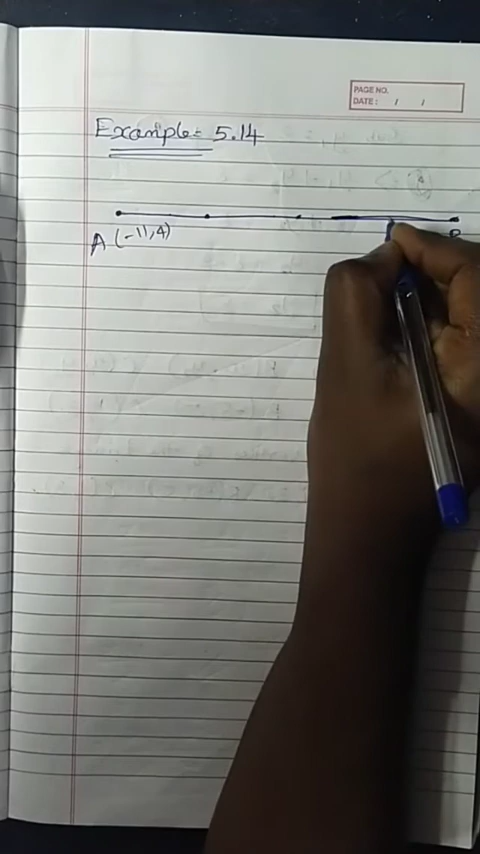 PAGE NO.
DATE: / /
Example= 5.14
A (-11,4)
B